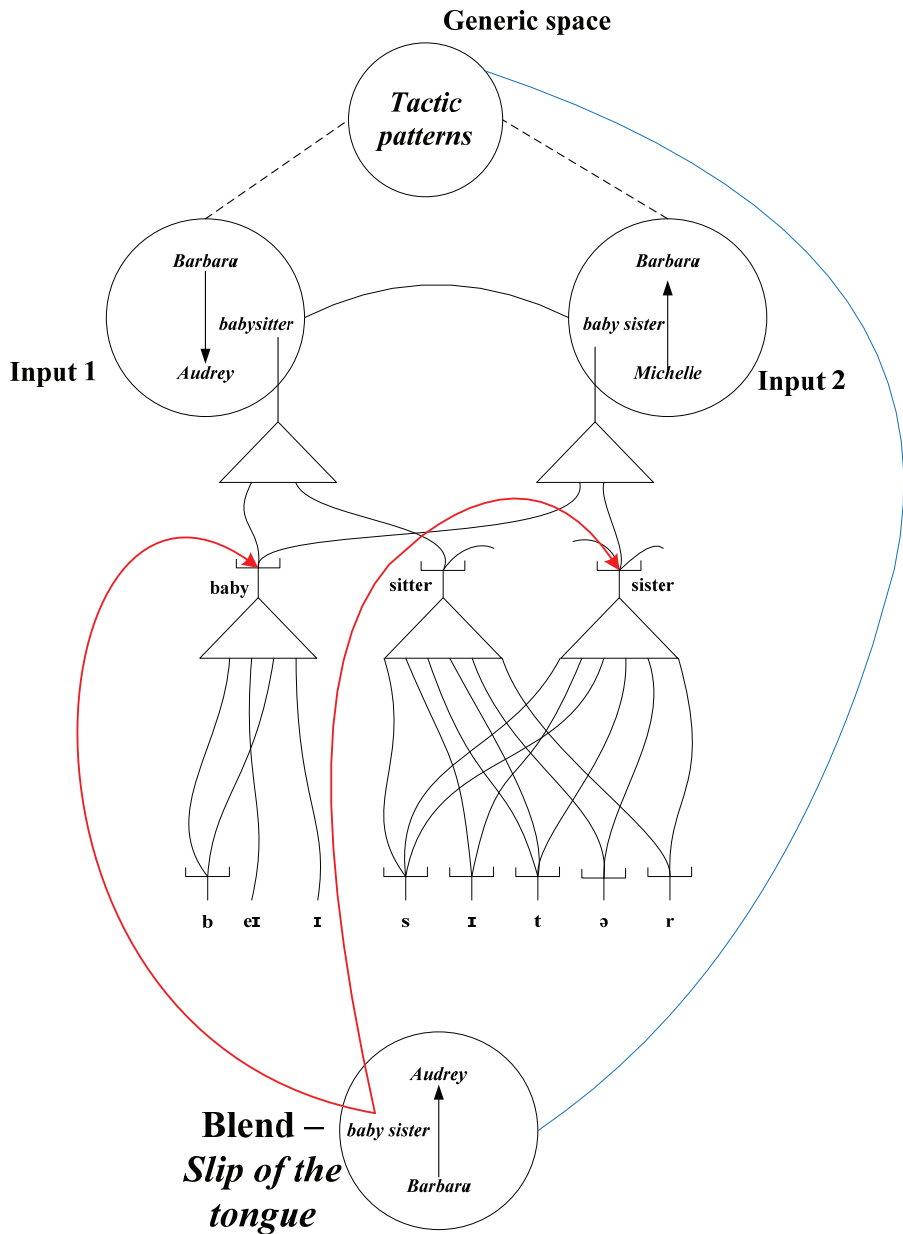 Generic space
Tactic
patterns
Barbara
babysitter
Audrey
Input 1
Barbara
baby sister
Michelle
Input 2
baby
sitter
sister
b eɪ ɪ s ɪ t ə r
Audrey
baby sister
Barbara
Blend –
Slip of the
tongue